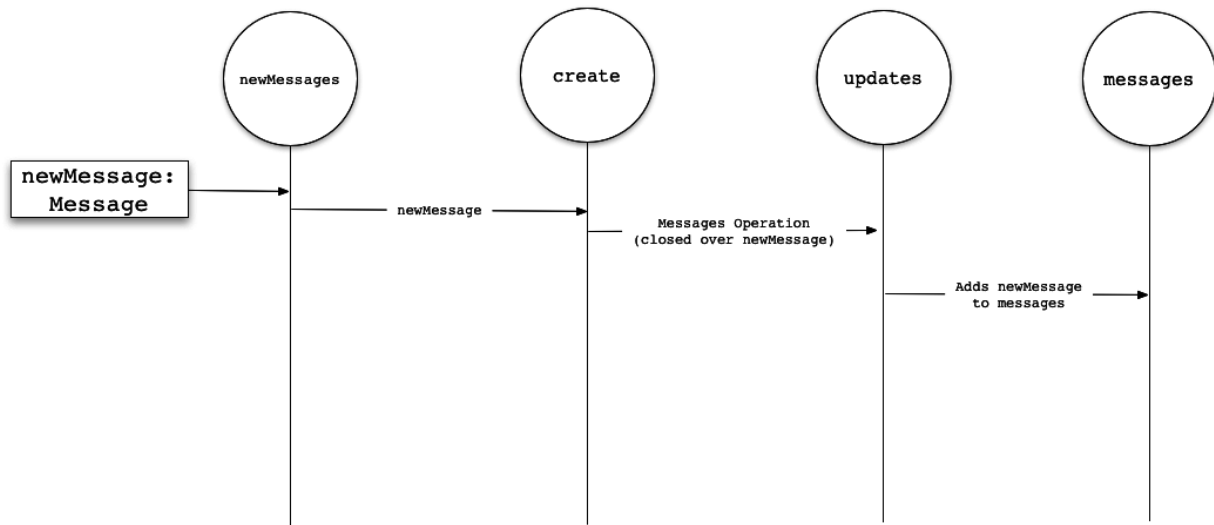 newMessages
create
updates
messages
newMessage:
Message
newMessage
Messages Operation
(closed over newMessage)
Adds newMessage
to messages